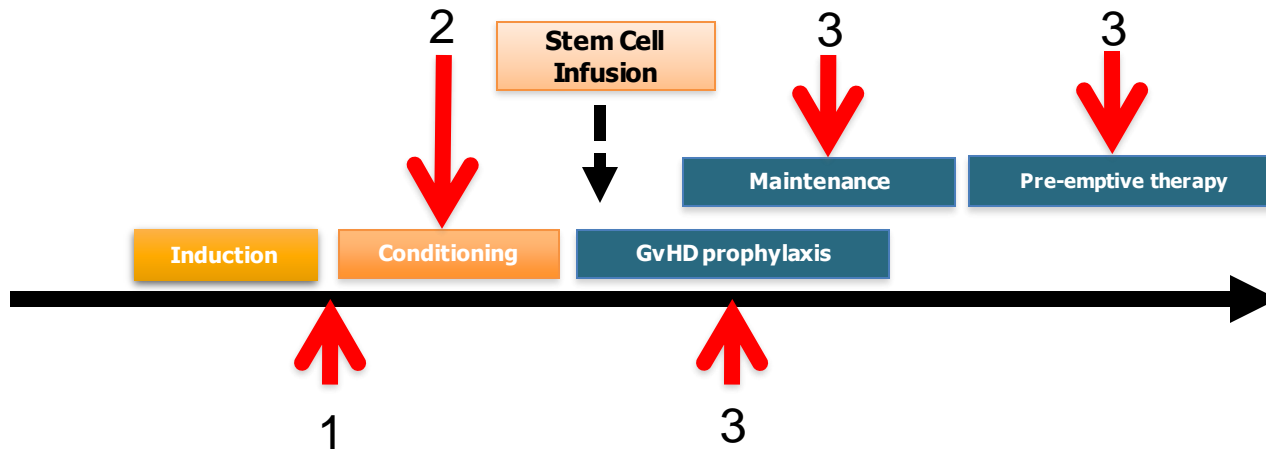 2
Stem Cell
Infusion
3
3
Maintenance
Pre-emptive therapy
Induction
Conditioning
GvHD prophylaxis
1
3